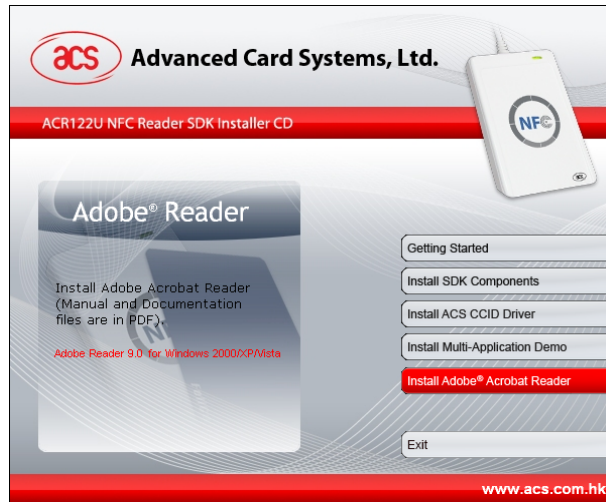 acs Advanced Card Systems, Ltd.
ACR122U NFC Reader SDK Installer CD
NFC
ACS
Adobe® Reader
Install Adobe Acrobat Reader
(Manual and Documentation
files are in PDF).
Adobe Reader 9.0 for Windows 2000/XP/Vista
Getting Started
Install SDK Components
Install ACS CCID Driver
Install Multi-Application Demo
Install Adobe® Acrobat Reader
Exit
www.acs.com.hk